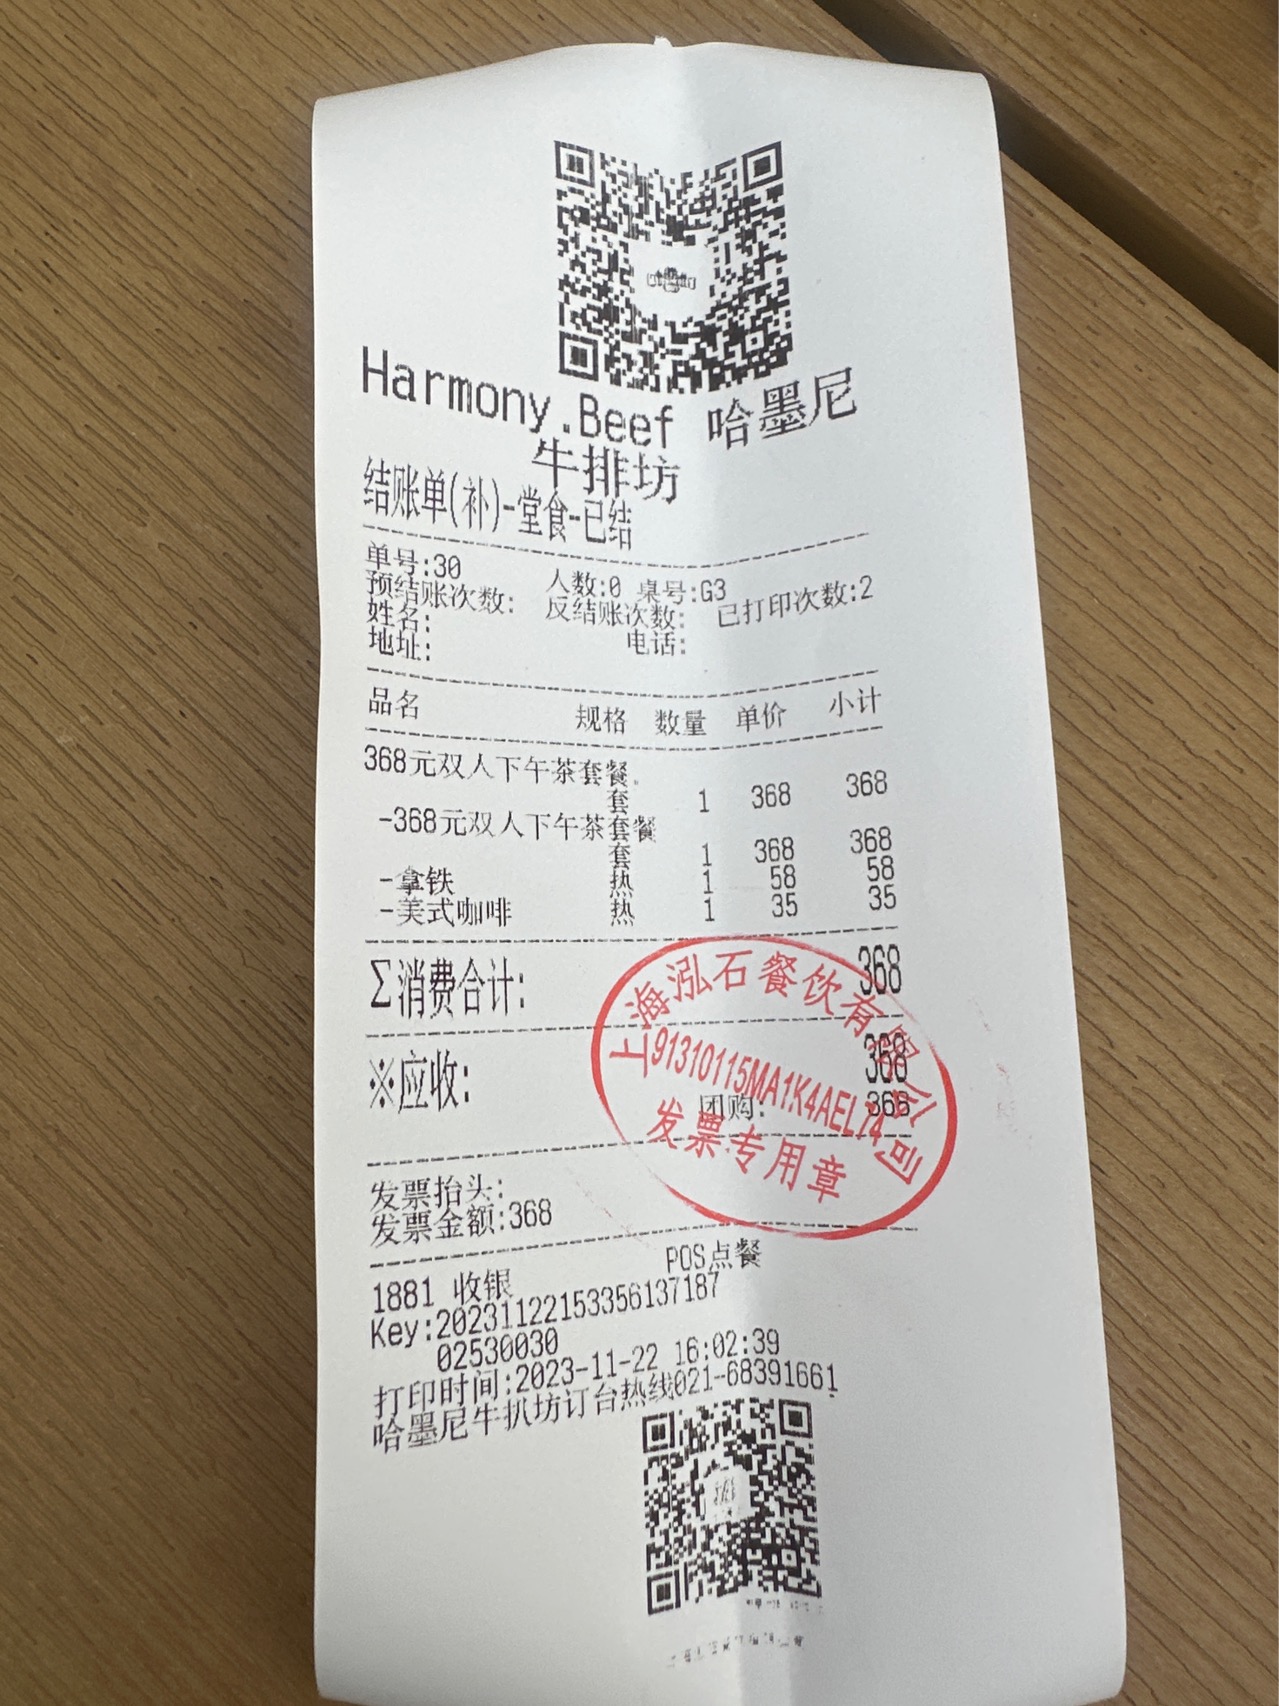 Harmony.Beef 哈墨尼
牛排坊
结账单(补)-堂食-已结
单号:30 人数:0 桌号:G3
预结账次数: 反结账次数: 已打印次数:2
姓名: 电话:
地址:
品名 规格 数量 单价 小计
368元双人下午茶套餐.
套 1 368 368
-368元双人下午茶套餐
套 1 368 368
-拿铁 热 1 58 58
-美式咖啡 热 1 35 35
Σ消费合计: 368
※应收: 368
团购: 368
上海泓石餐饮有限公司
91310115MA1K4AEL74
发票专用章
发票抬头:
发票金额:368
1881 收银 POS点餐
Key:20231122153356137187
02530030
打印时间:2023-11-22 16:02:39
哈墨尼牛扒坊订台热线021-68391661